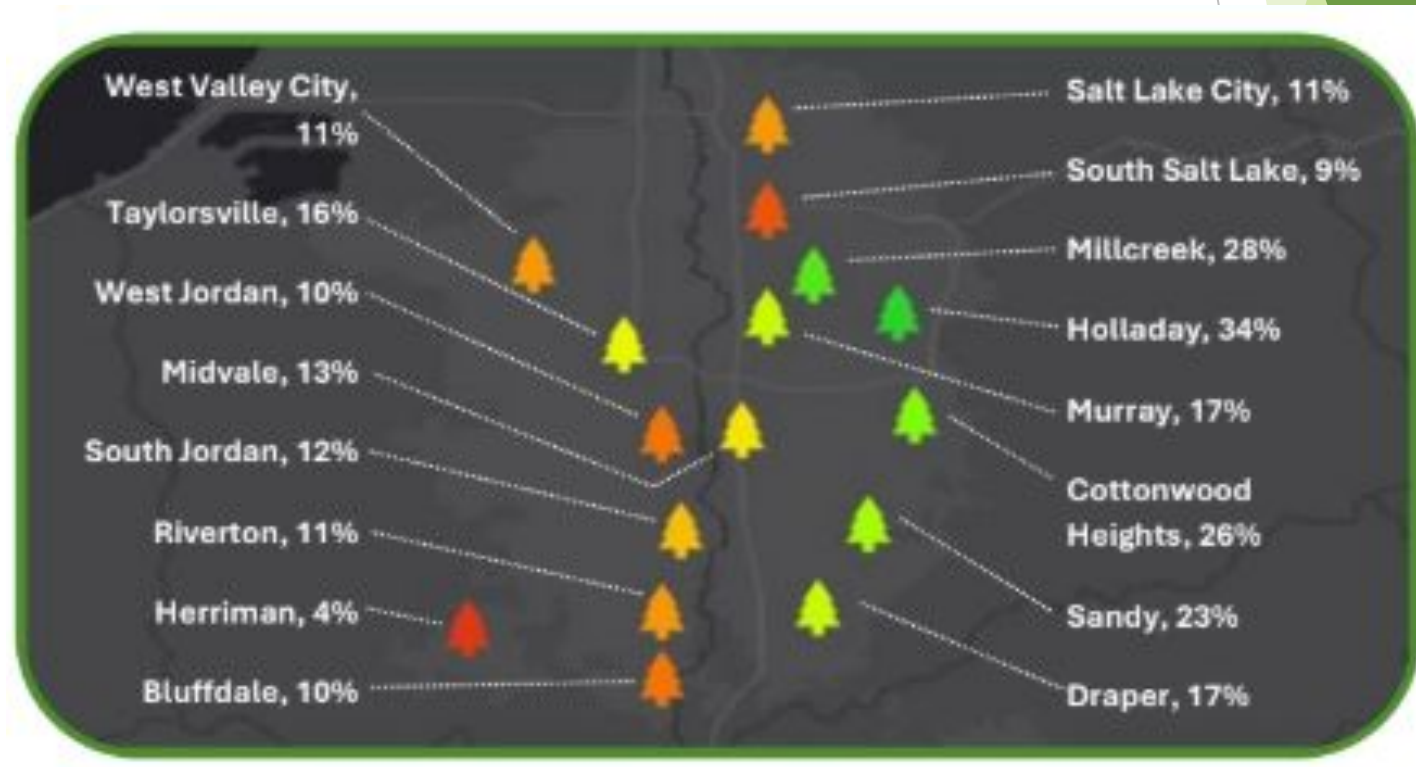 West Valley City,
11%
Taylorsville, 16%
West Jordan, 10%
Midvale, 13%
South Jordan, 12%
Riverton, 11%
Herriman, 4%
Bluffdale, 10%
Salt Lake City, 11%
South Salt Lake, 9%
Millcreek, 28%
Holladay, 34%
Murray, 17%
Cottonwood
Heights, 26%
Sandy, 23%
Draper, 17%